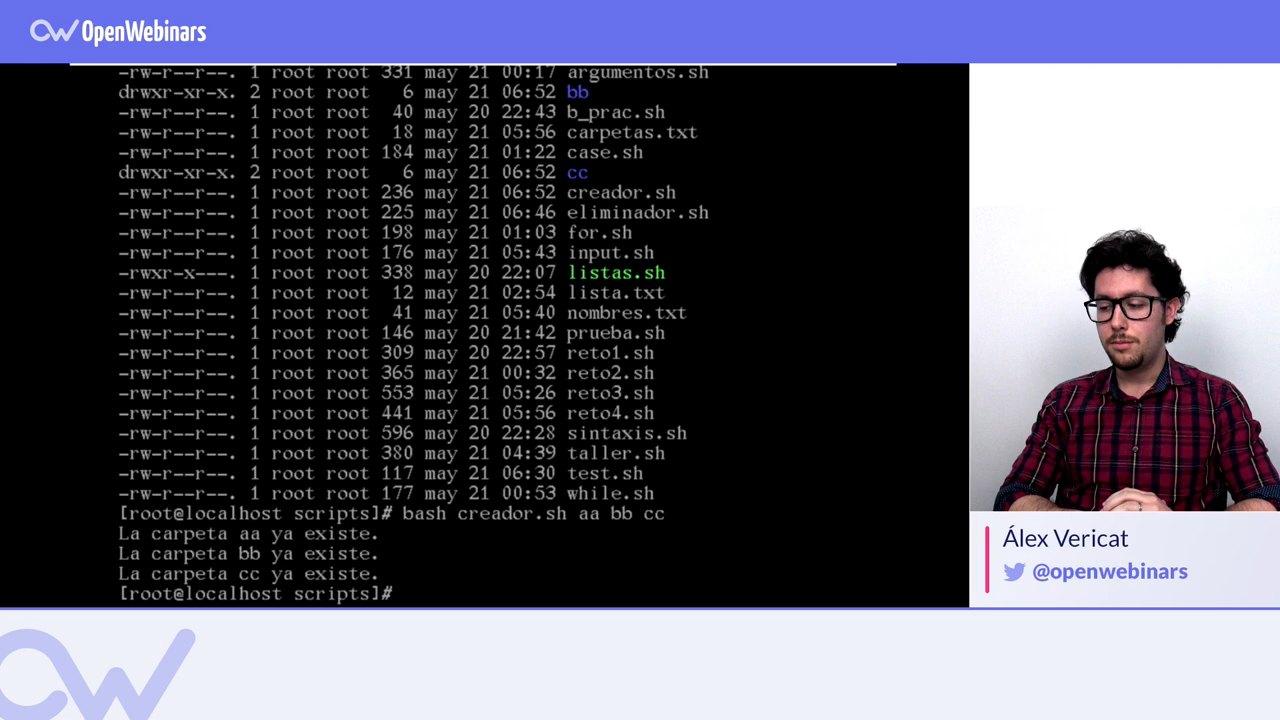 OpenWebinars
-rw-r--r--. 1 root root 331 may 21 00:17 argumentos.sh
drwxr-xr-x. 2 root root   6 may 21 06:52 bb
-rw-r--r--. 1 root root  40 may 20 22:43 b_prac.sh
-rw-r--r--. 1 root root  18 may 21 05:56 carpetas.txt
-rw-r--r--. 1 root root 184 may 21 01:22 case.sh
drwxr-xr-x. 2 root root   6 may 21 06:52 cc
-rw-r--r--. 1 root root 236 may 21 06:52 creador.sh
-rw-r--r--. 1 root root 225 may 21 06:46 eliminador.sh
-rw-r--r--. 1 root root 198 may 21 01:03 for.sh
-rw-r--r--. 1 root root 176 may 21 05:43 input.sh
-rwxr-x---. 1 root root 338 may 20 22:07 listas.sh
-rw-r--r--. 1 root root  12 may 21 02:54 lista.txt
-rw-r--r--. 1 root root  41 may 21 05:40 nombres.txt
-rw-r--r--. 1 root root 146 may 20 21:42 prueba.sh
-rw-r--r--. 1 root root 309 may 20 22:57 reto1.sh
-rw-r--r--. 1 root root 365 may 21 00:32 reto2.sh
-rw-r--r--. 1 root root 553 may 21 05:26 reto3.sh
-rw-r--r--. 1 root root 441 may 21 05:56 reto4.sh
-rw-r--r--. 1 root root 596 may 20 22:28 sintaxis.sh
-rw-r--r--. 1 root root 380 may 21 04:39 taller.sh
-rw-r--r--. 1 root root 117 may 21 06:30 test.sh
-rw-r--r--. 1 root root 177 may 21 00:53 while.sh
[root@localhost scripts]# bash creador.sh aa bb cc
La carpeta aa ya existe.
La carpeta bb ya existe.
La carpeta cc ya existe.
[root@localhost scripts]#
Álex Vericat
@openwebinars